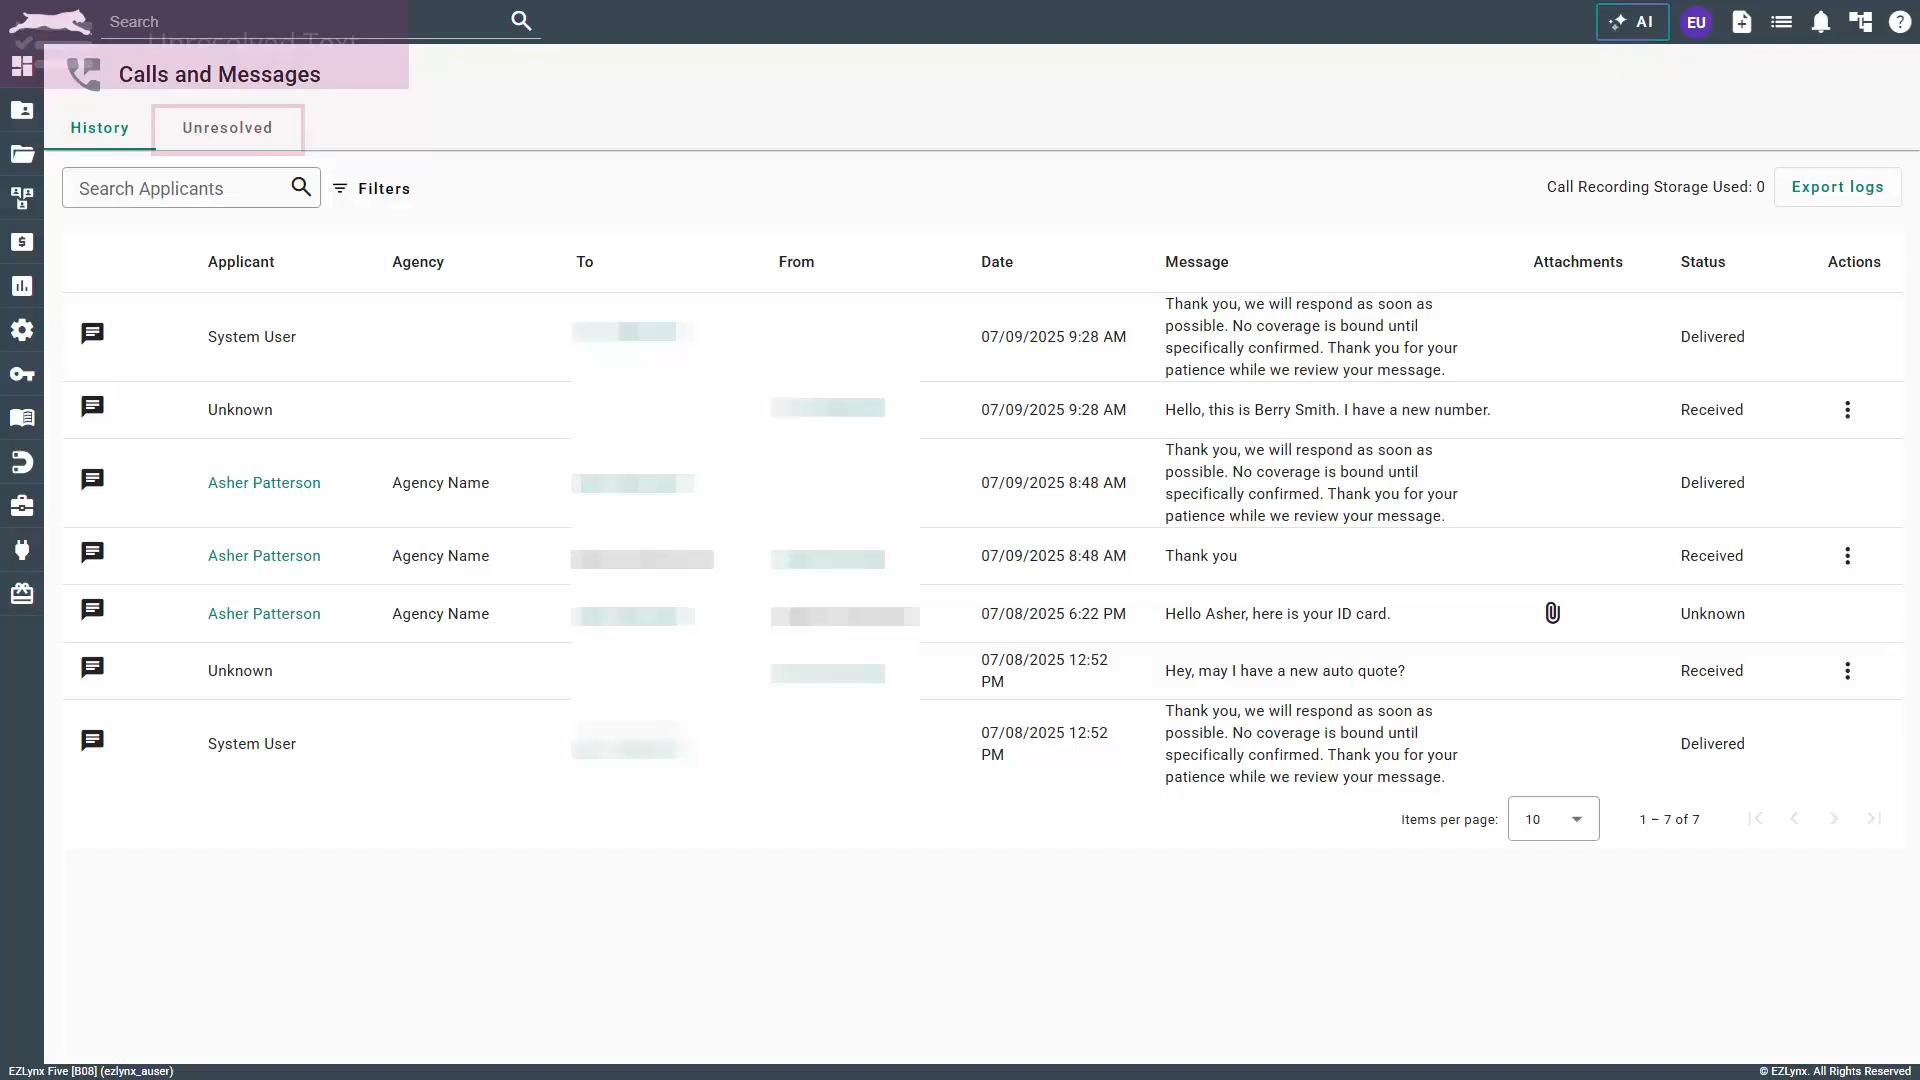 Search
AI
EU
Unresolved Text
Calls and Messages
History
Unresolved
Search Applicants
Filters
Call Recording Storage Used: 0
Export logs
Applicant Agency To From Date Message Attachments Status Actions
System User 07/09/2025 9:28 AM Thank you, we will respond as soon as
possible. No coverage is bound until
specifically confirmed. Thank you for your
patience while we review your message. Delivered
Unknown 07/09/2025 9:28 AM Hello, this is Berry Smith. I have a new number. Received
Asher Patterson Agency Name 07/09/2025 8:48 AM Thank you, we will respond as soon as
possible. No coverage is bound until
specifically confirmed. Thank you for your
patience while we review your message. Delivered
Asher Patterson Agency Name 07/09/2025 8:48 AM Thank you Received
Asher Patterson Agency Name 07/08/2025 6:22 PM Hello Asher, here is your ID card. Unknown
Unknown 07/08/2025 12:52
PM Hey, may I have a new auto quote? Received
System User 07/08/2025 12:52
PM Thank you, we will respond as soon as
possible. No coverage is bound until
specifically confirmed. Thank you for your
patience while we review your message. Delivered
Items per page: 10 1 – 7 of 7
EZLynx Five [B08] (ezlynx_auser)
© EZLynx. All Rights Reserved